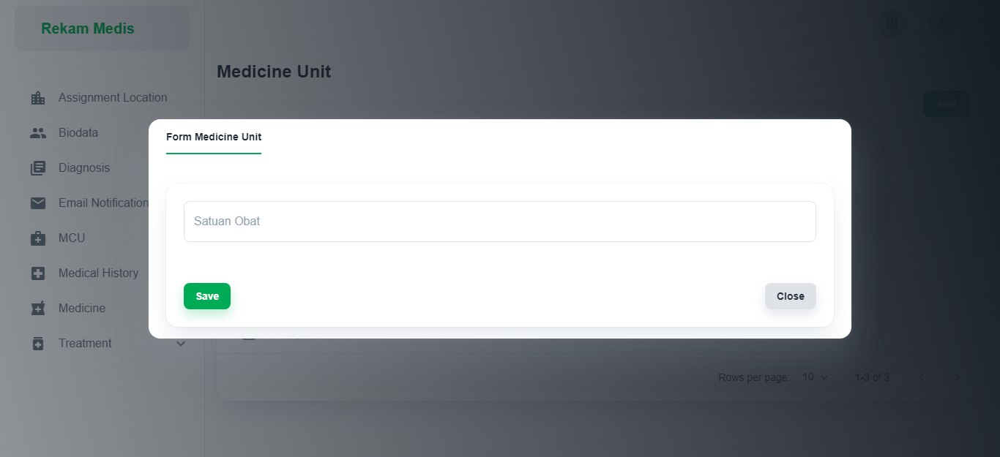 Rekam Medis
Medicine Unit
Add
Assignment Location
Biodata
Diagnosis
Email Notification
MCU
Medical History
Medicine
Treatment
Form Medicine Unit
Satuan Obat
Save
Close
Rows per page: 10 1-3 of 3